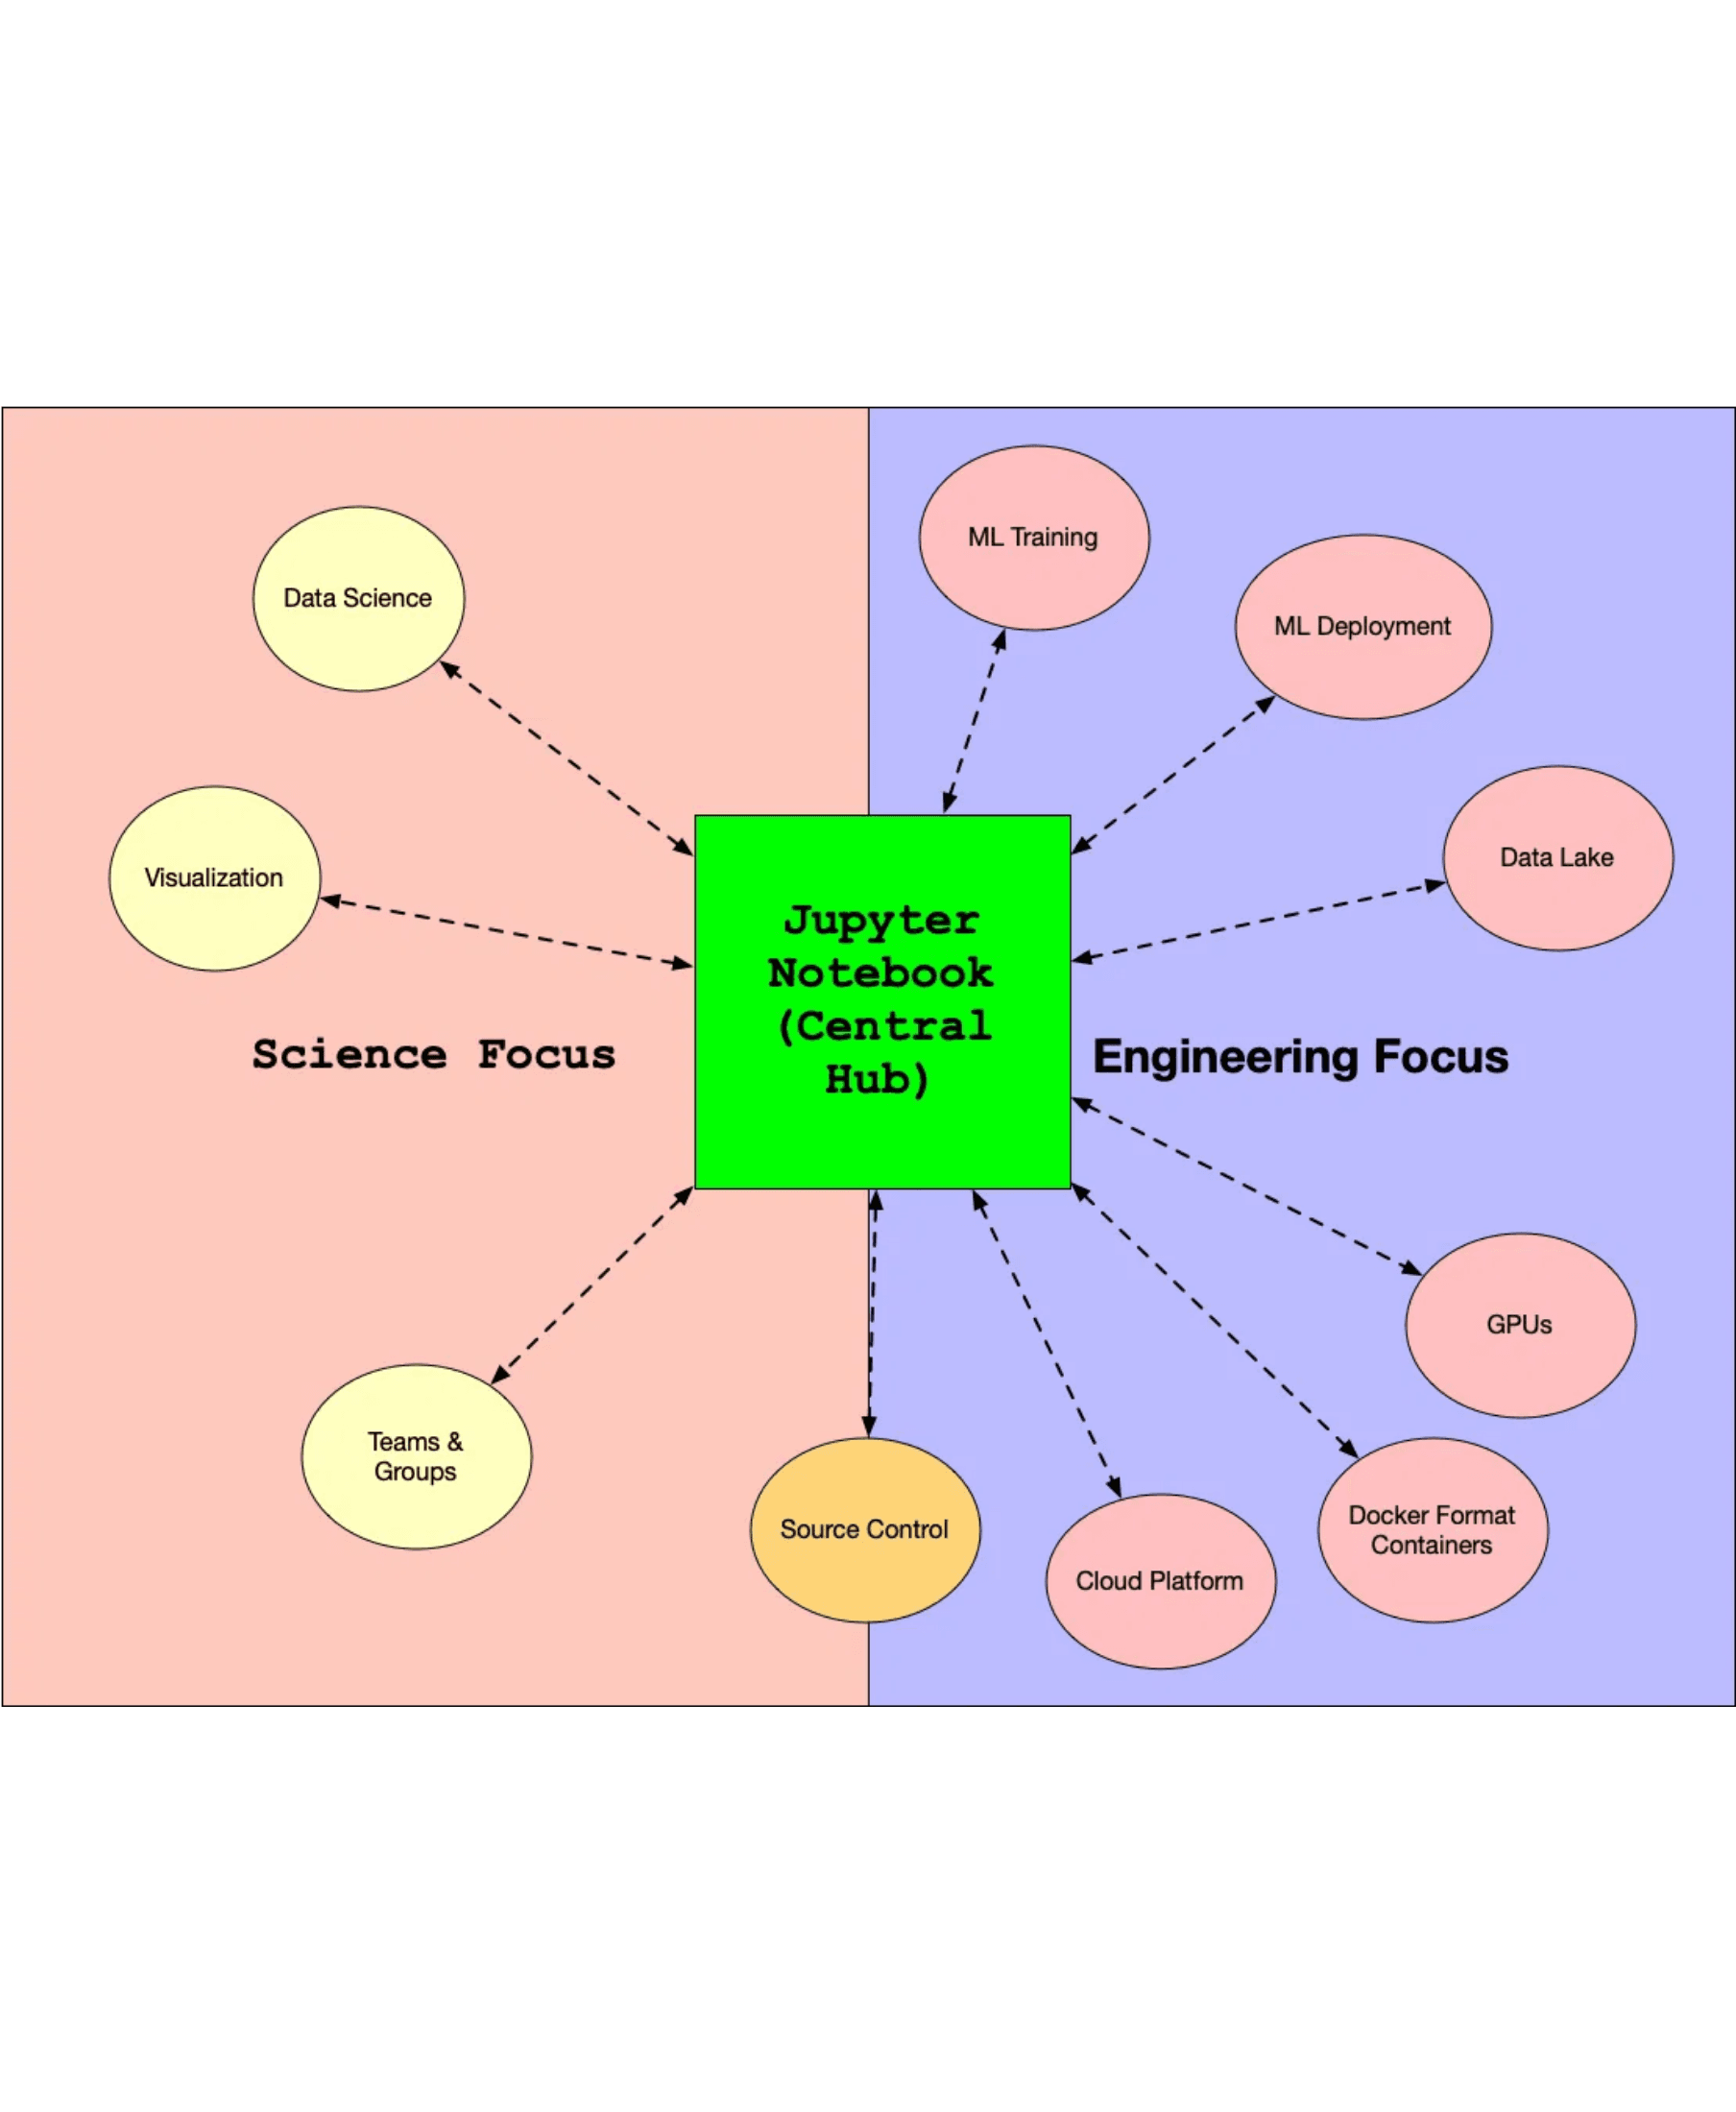 ML Training
Data Science
ML Deployment
Data Lake
Visualization
Jupyter
Notebook
(Central
Hub)
Science Focus
Engineering Focus
GPUs
Teams &
Groups
Source Control
Docker Format
Containers
Cloud Platform